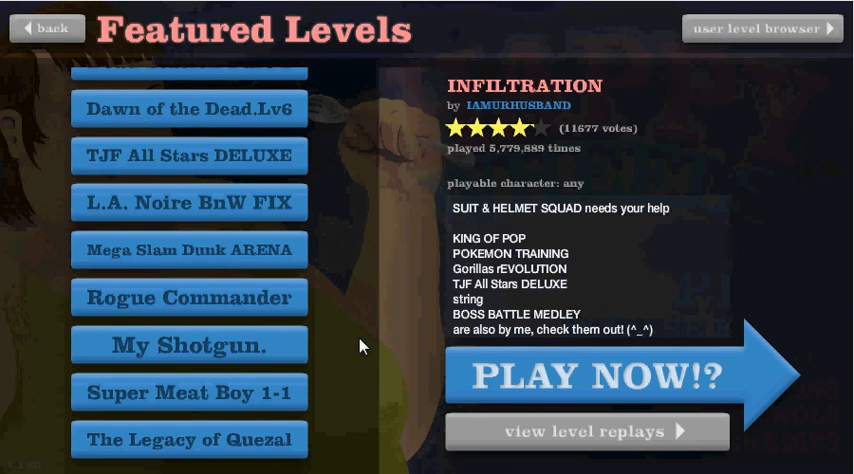 back
Featured Levels
user level browser
Dawn of the Dead.Lv6
TJF All Stars DELUXE
L.A. Noire BnW FIX
Mega Slam Dunk ARENA
Rogue Commander
My Shotgun.
Super Meat Boy 1-1
The Legacy of Quezal
INFILTRATION
by IAMURHUSBAND
(11677 votes)
played 5,779,889 times
playable character: any
SUIT & HELMET SQUAD needs your help
KING OF POP
POKEMON TRAINING
Gorillas rEVOLUTION
TJF All Stars DELUXE
string
BOSS BATTLE MEDLEY
are also by me, check them out! (^_^)
PLAY NOW!?
view level replays